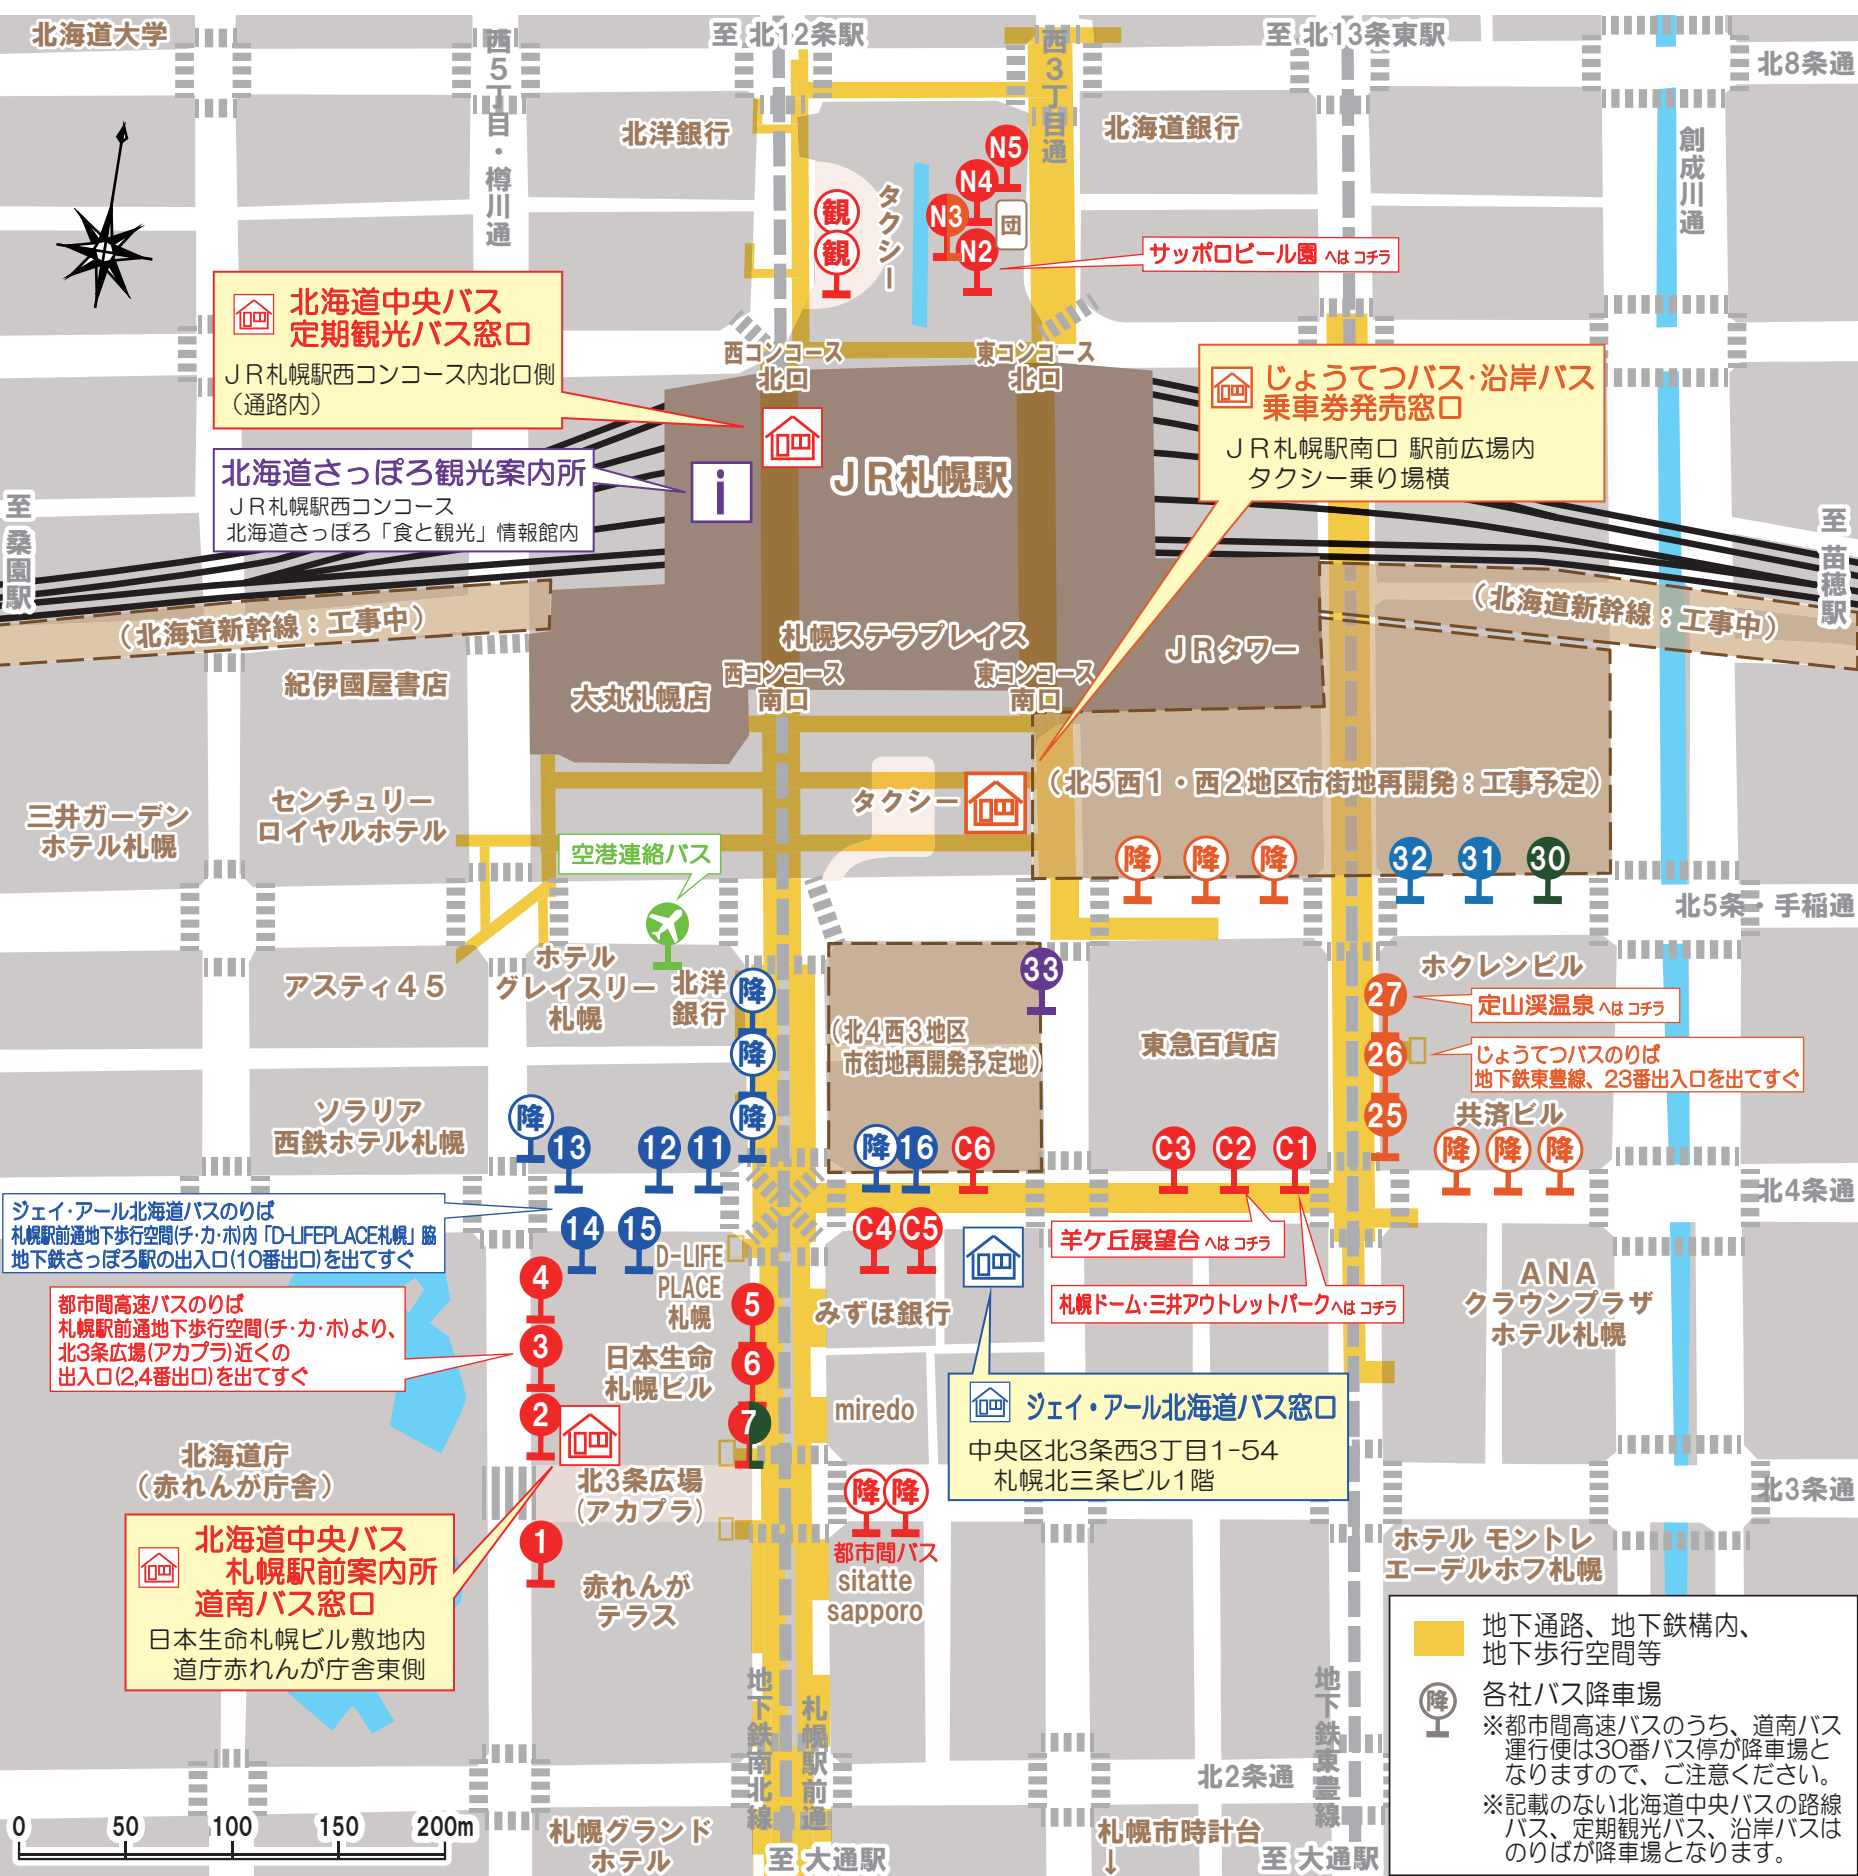 北海道大学
西5丁目・樽川通
至 北12条駅
西3丁目通
至 北13条東駅
北8条通
創成川通
北洋銀行
北海道銀行
タクシー
観
観
N5
N4
N3
N2
団
サッポロビール園 へは コチラ
北海道中央バス
定期観光バス窓口
JR札幌駅西コンコース内北口側
（通路内）
西コンコース
北口
東コンコース
北口
じょうてつバス・沿岸バス
乗車券発売窓口
JR札幌駅南口 駅前広場内
タクシー乗り場横
北海道さっぽろ観光案内所
JR札幌駅西コンコース
北海道さっぽろ「食と観光」情報館内
i
JR札幌駅
至 桑園駅
至 苗穂駅
（北海道新幹線：工事中）
（北海道新幹線：工事中）
札幌ステラプレイス
JRタワー
西コンコース
南口
東コンコース
南口
大丸札幌店
紀伊國屋書店
三井ガーデン
ホテル札幌
センチュリー
ロイヤルホテル
タクシー
（北5西1・西2地区市街地再開発：工事予定）
空港連絡バス
降
降
降
32
31
30
北5条・手稲通
アスティ45
ホテル
グレイスリー
札幌
北洋
銀行
降
降
降
（北4西3地区
市街地再開発予定地）
33
東急百貨店
ホクレンビル
27
定山渓温泉 へは コチラ
26
じょうてつバスのりば
地下鉄東豊線、23番出入口を出てすぐ
25
共済ビル
降
降
降
ソラリア
西鉄ホテル札幌
降
13
12
11
降
16
C6
C3
C2
C1
北4条通
ジェイ・アール北海道バスのりば
札幌駅前通地下歩行空間(チ・カ・ホ)内「D-LIFEPLACE札幌」脇
地下鉄さっぽろ駅の出入口(10番出口)を出てすぐ
14
15
D-LIFE
PLACE
札幌
C4
C5
羊ケ丘展望台 へは コチラ
札幌ドーム・三井アウトレットパークへは コチラ
みずほ銀行
ANA
クラウンプラザ
ホテル札幌
都市間高速バスのりば
札幌駅前通地下歩行空間(チ・カ・ホ)より、
北3条広場(アカプラ)近くの
出入口(2,4番出口)を出てすぐ
4
3
2
5
6
7
日本生命
札幌ビル
miredo
ジェイ・アール北海道バス窓口
中央区北3条西3丁目1-54
札幌北三条ビル1階
北海道庁
（赤れんが庁舎）
北3条広場
（アカプラ）
降
降
都市間バス
sitatte
sapporo
北3条通
北海道中央バス
札幌駅前案内所
道南バス窓口
日本生命札幌ビル敷地内
道庁赤れんが庁舎東側
1
赤れんが
テラス
ホテル モントレ
エーデルホフ札幌
地下鉄南北線
札幌駅前通
地下鉄東豊線
北2条通
地下通路、地下鉄構内、
地下歩行空間等
降
各社バス降車場
※都市間高速バスのうち、道南バス
運行便は30番バス停が降車場と
なりますので、ご注意ください。
※記載のない北海道中央バスの路線
バス、定期観光バス、沿岸バスは
のりばが降車場となります。
0 50 100 150 200m
札幌グランド
ホテル
至 大通駅
札幌市時計台
↓
至 大通駅